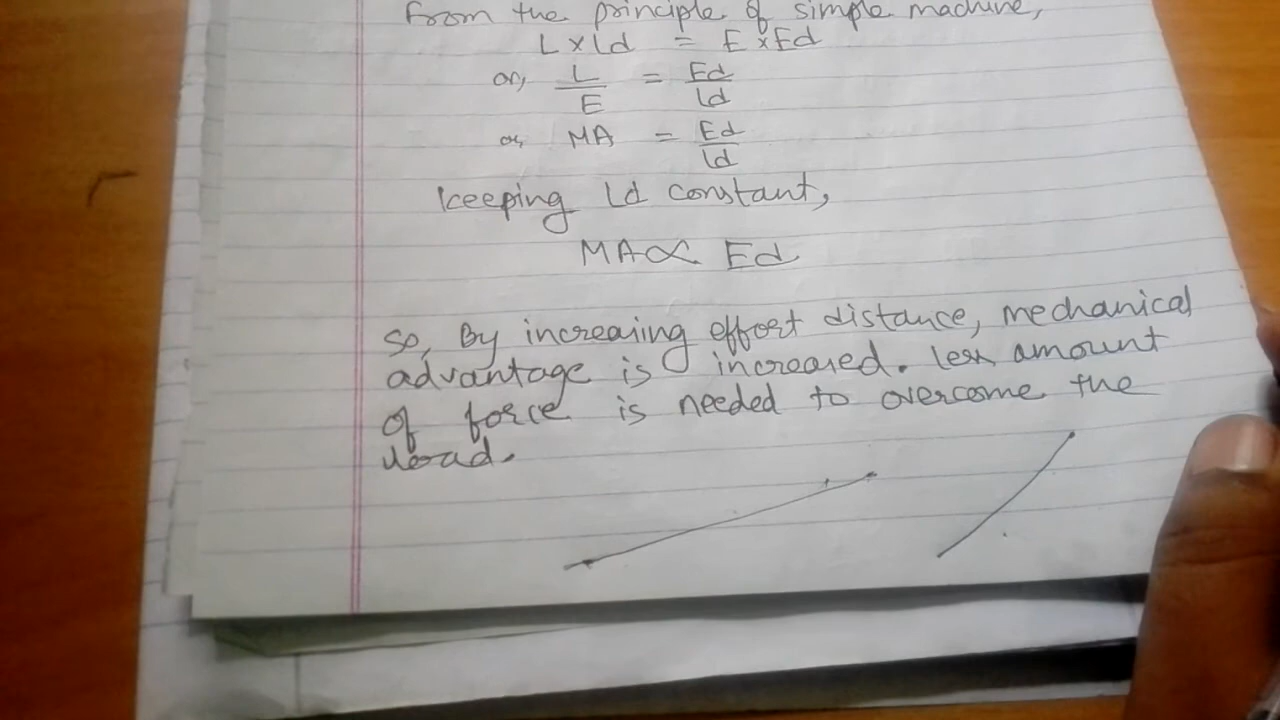 From the principle of simple machine,
L × Ld = E × Ed
or, L/E = Ed/Ld
or, MA = Ed/Ld
keeping Ld constant,
MA ∝ Ed
So, By increasing effort distance, mechanical
advantage is increased. less amount
of force is needed to overcome the
load.